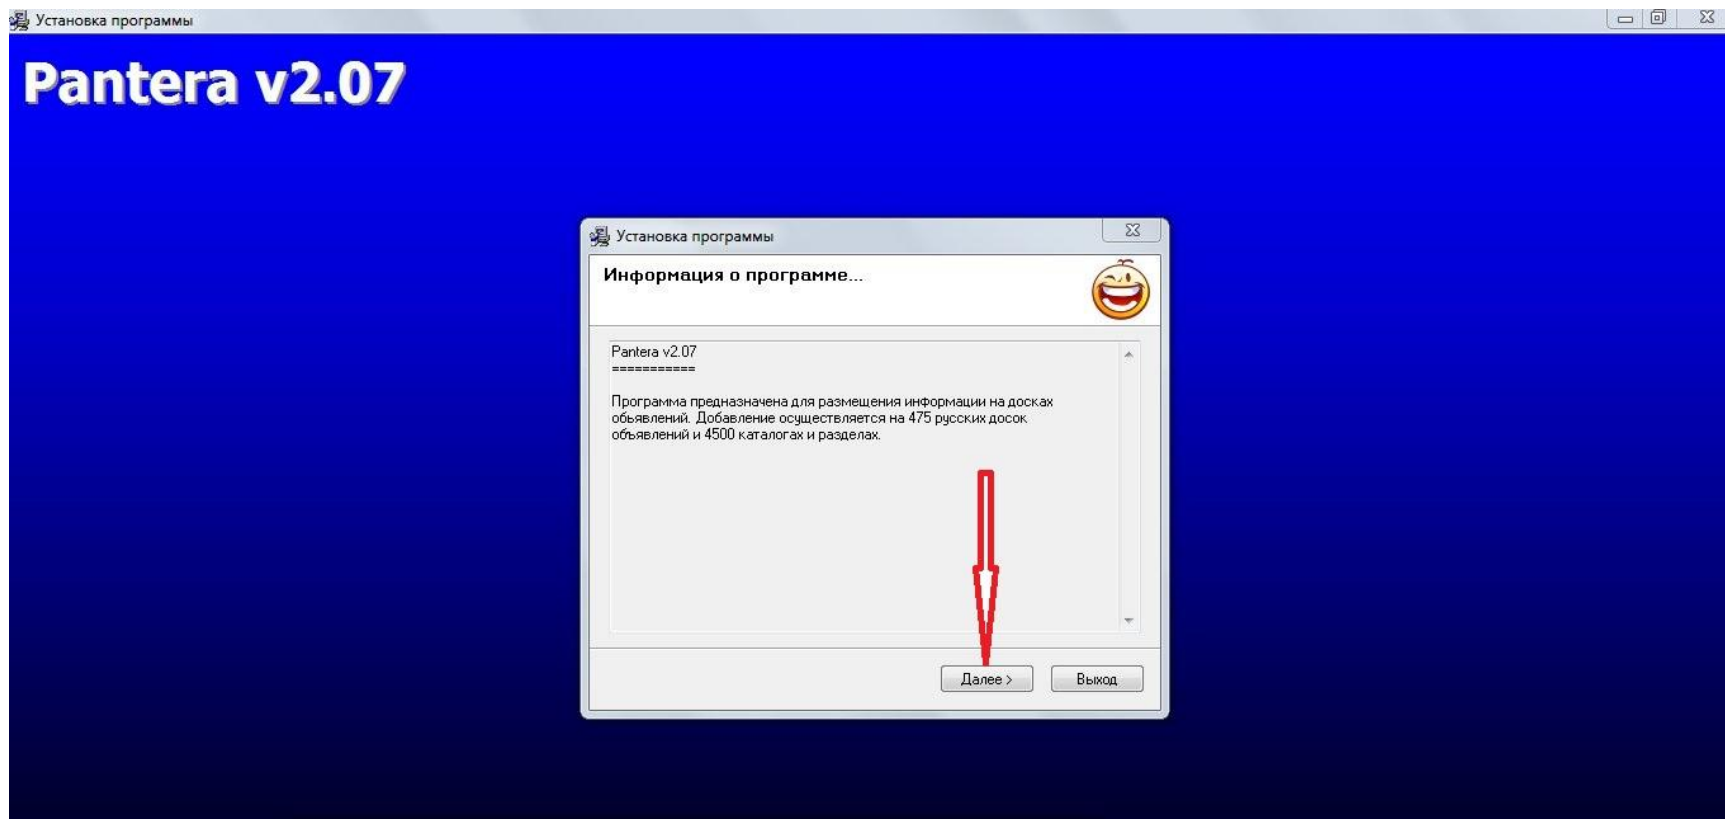 Установка программы
Pantera v2.07
Установка программы
Информация о программе...
Pantera v2.07
===========
Программа предназначена для размещения информации на досках
обьявлений. Добавление осуществляется на 475 русских досок
объявлений и 4500 каталогах и разделах.
Далее >
Выход